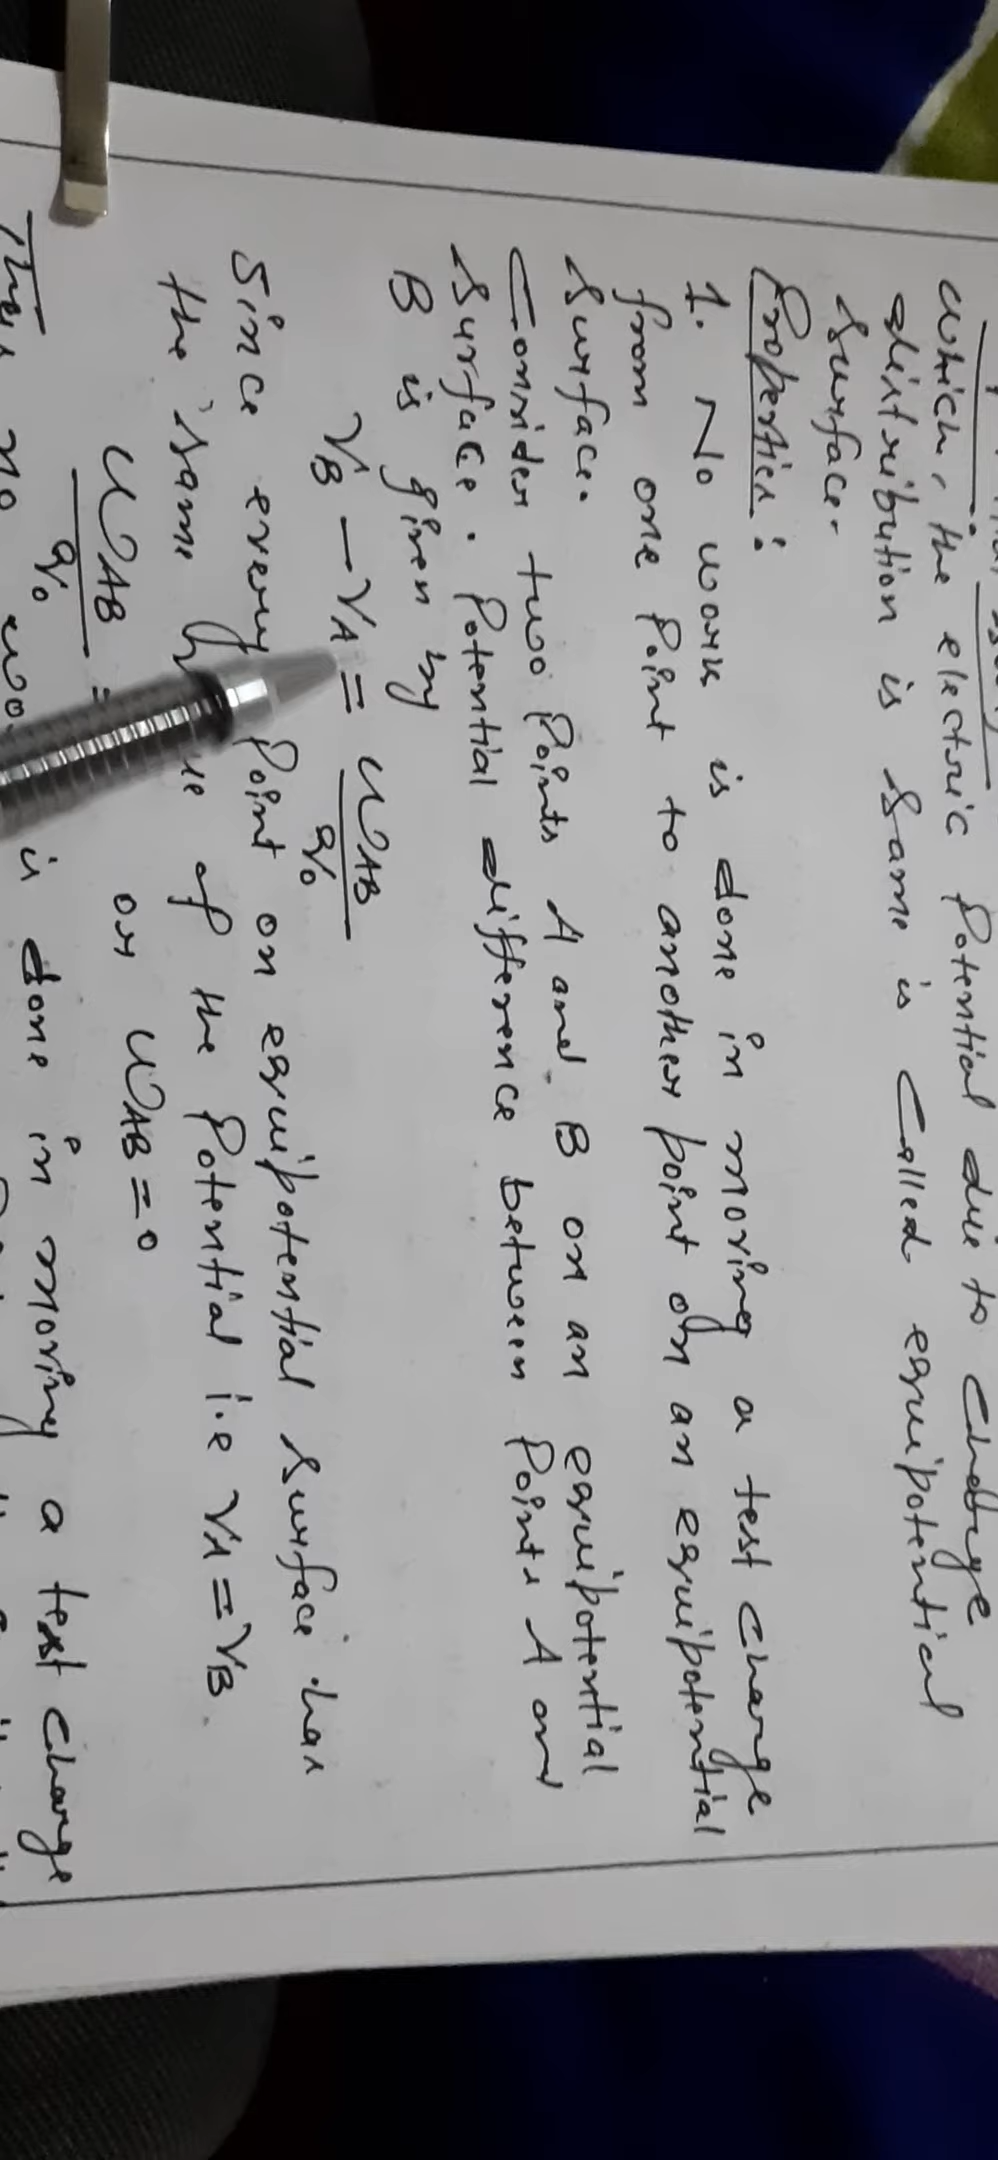 which, the electric Potential due to charge
distribution is same is called equipotential
surface.
Properties :
1. No work is done in moving a test charge
from one point to another point on an equipotential
surface.
Consider two Points A and B on an equipotential
surface. Potential difference between Points A and
B is given by
VB - VA = WAB / q0
Since every point on equipotential surface has
the same of the Potential i.e VA = VB
WAB / q0 = or WAB = 0
Thus no is done in moving a test charge